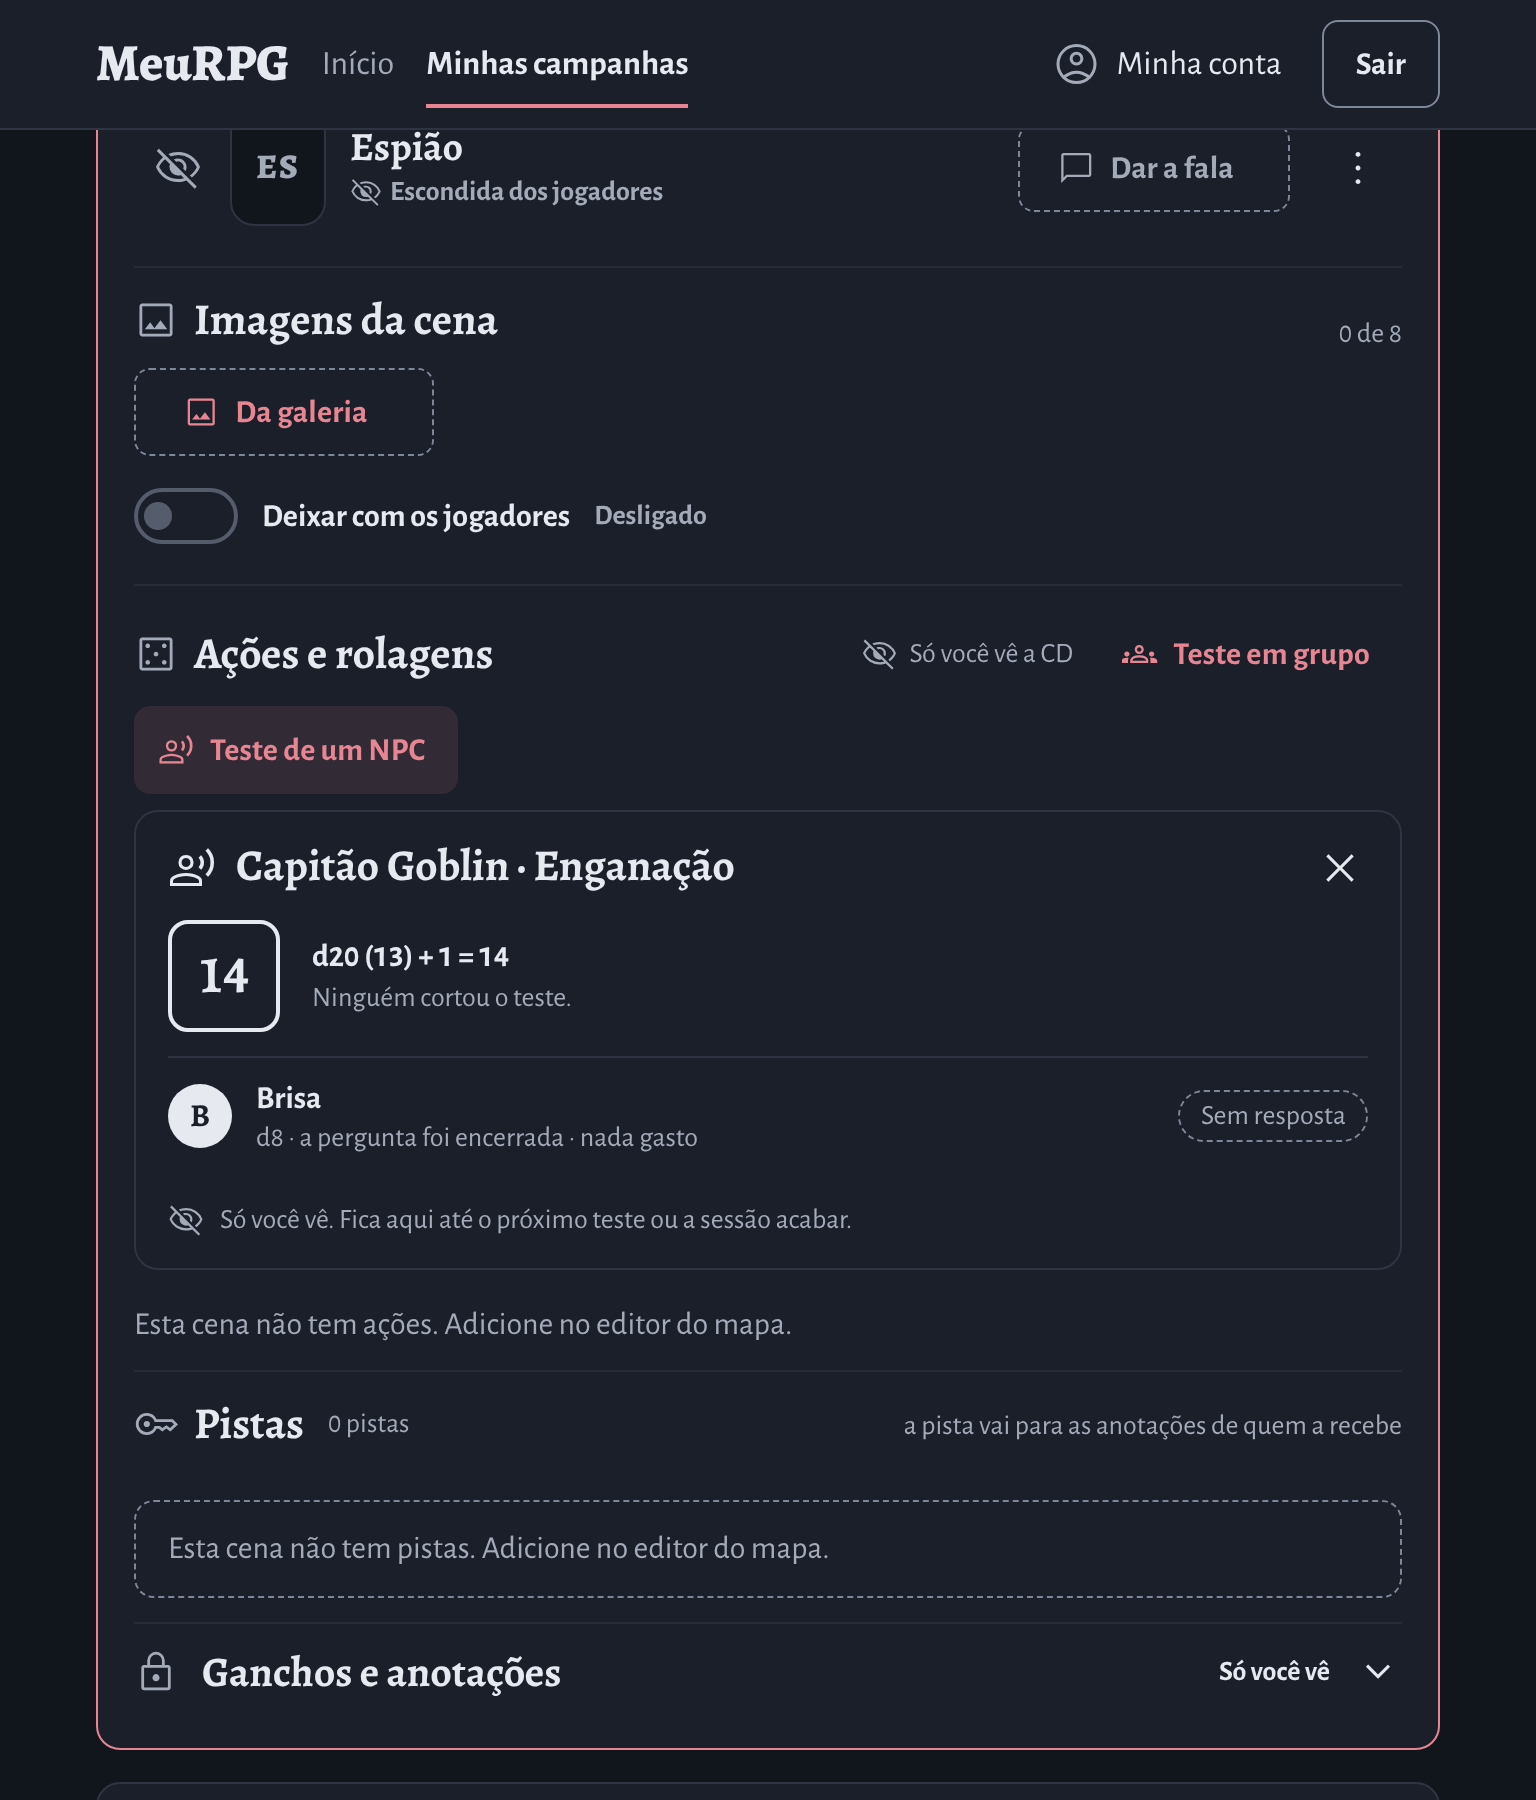 MeuRPG Início Minhas campanhas Minha conta Sair
ES Espião Dar a fala
Escondida dos jogadores
Imagens da cena 0 de 8
Da galeria
Deixar com os jogadores Desligado
Ações e rolagens Só você vê a CD Teste em grupo
Teste de um NPC
Capitão Goblin · Enganação
14 d20 (13) + 1 = 14
Ninguém cortou o teste.
B Brisa Sem resposta
d8 · a pergunta foi encerrada · nada gasto
Só você vê. Fica aqui até o próximo teste ou a sessão acabar.
Esta cena não tem ações. Adicione no editor do mapa.
Pistas 0 pistas a pista vai para as anotações de quem a recebe
Esta cena não tem pistas. Adicione no editor do mapa.
Ganchos e anotações Só você vê